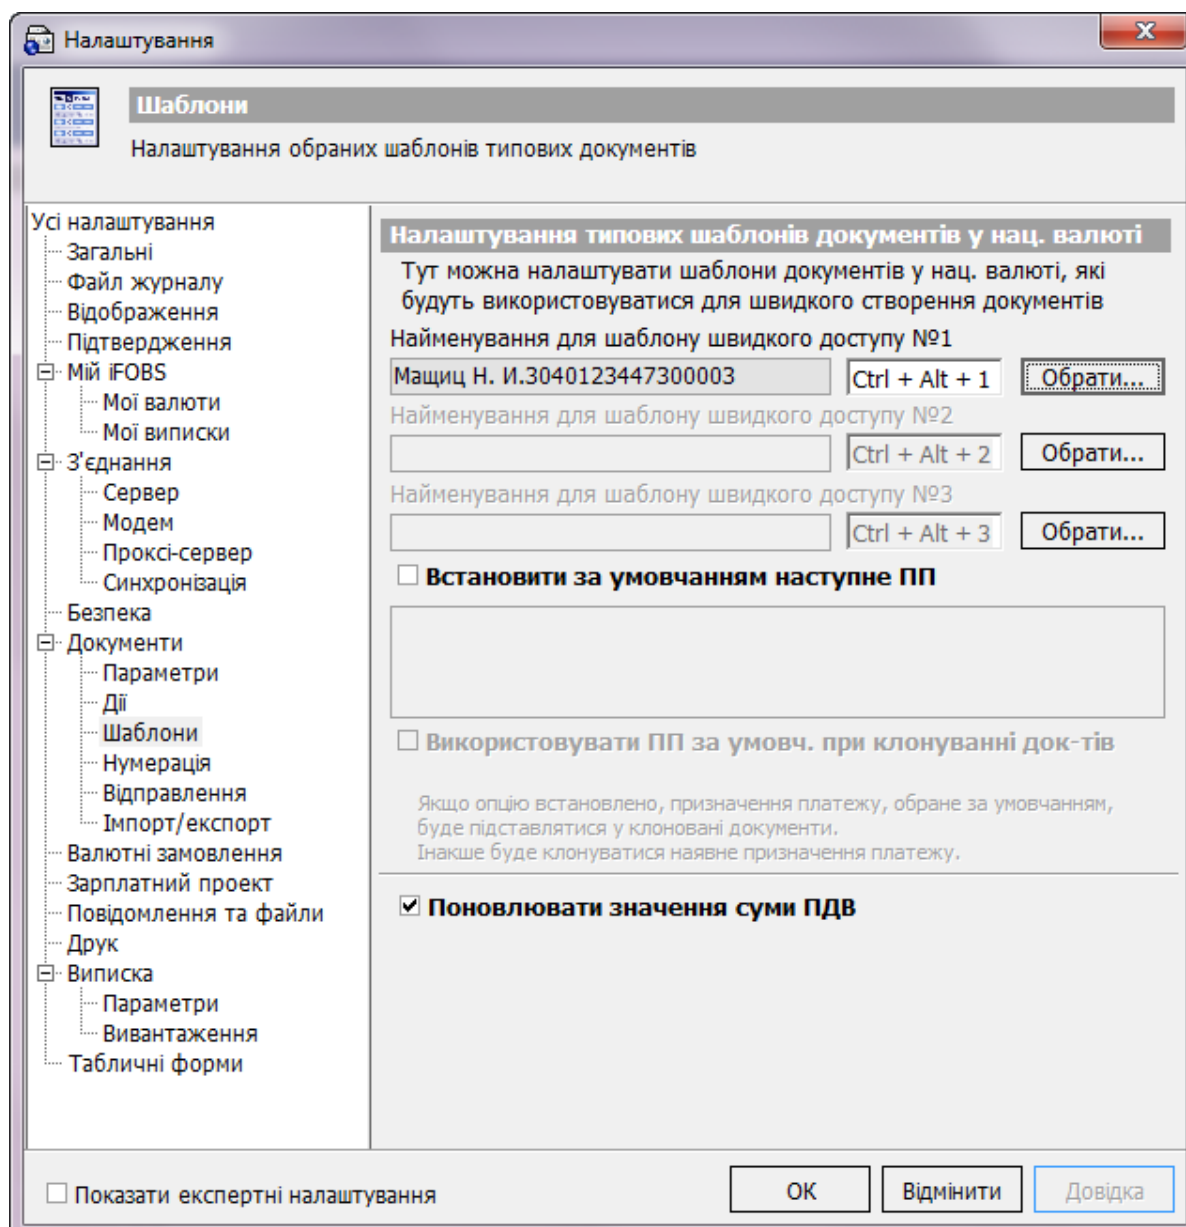 Налаштування
Шаблони
Налаштування обраних шаблонів типових документів
Усі налаштування
Загальні
Файл журналу
Відображення
Підтвердження
Мій iFOBS
Мої валюти
Мої виписки
З'єднання
Сервер
Модем
Проксі-сервер
Синхронізація
Безпека
Документи
Параметри
Дії
Шаблони
Нумерація
Відправлення
Імпорт/експорт
Валютні замовлення
Зарплатний проект
Повідомлення та файли
Друк
Виписка
Параметри
Вивантаження
Табличні форми
Налаштування типових шаблонів документів у нац. валюті
Тут можна налаштувати шаблони документів у нац. валюті, які
будуть використовуватися для швидкого створення документів
Найменування для шаблону швидкого доступу №1
Мащиц Н. И.3040123447300003 Ctrl + Alt + 1 Обрати...
Найменування для шаблону швидкого доступу №2
Ctrl + Alt + 2 Обрати...
Найменування для шаблону швидкого доступу №3
Ctrl + Alt + 3 Обрати...
Встановити за умовчанням наступне ПП
Використовувати ПП за умовч. при клонуванні док-тів
Якщо опцію встановлено, призначення платежу, обране за умовчанням,
буде підставлятися у клоновані документи.
Інакше буде клонуватися наявне призначення платежу.
Поновлювати значення суми ПДВ
Показати експертні налаштування
ОК Відмінити Довідка